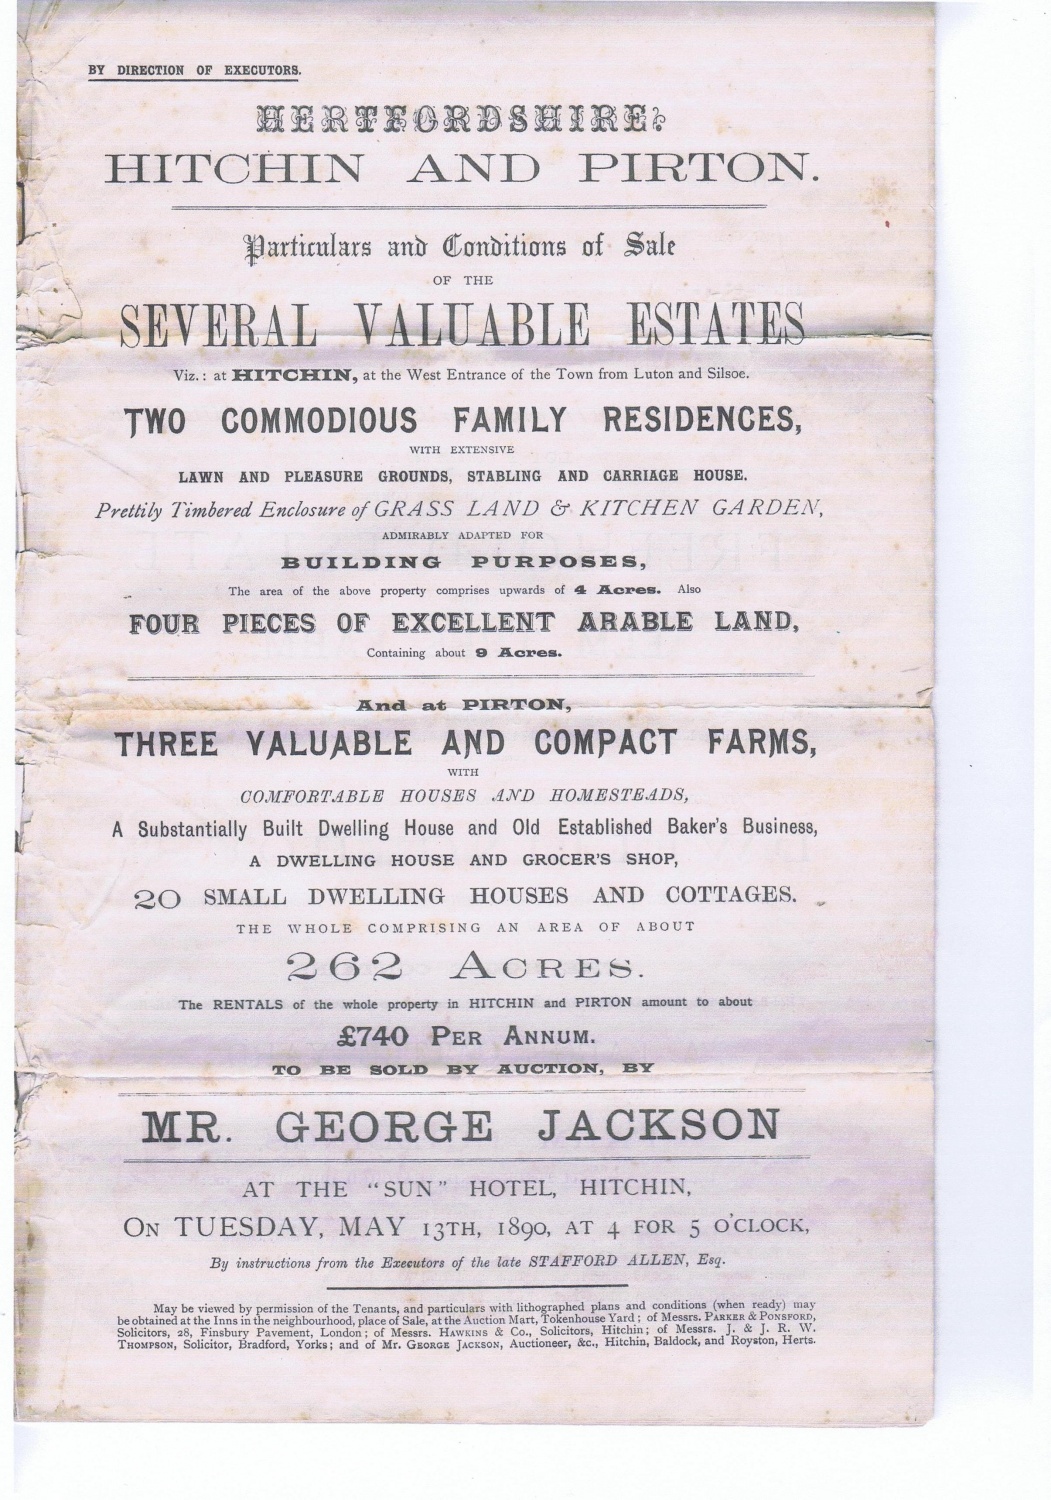 BY DIRECTION OF EXECUTORS.
HERTFORDSHIRE:
HITCHIN AND PIRTON.
Particulars and Conditions of Sale
OF THE
SEVERAL VALUABLE ESTATES
Viz.: at HITCHIN, at the West Entrance of the Town from Luton and Silsoe.
TWO COMMODIOUS FAMILY RESIDENCES,
WITH EXTENSIVE
LAWN AND PLEASURE GROUNDS, STABLING AND CARRIAGE HOUSE.
Prettily Timbered Enclosure of GRASS LAND & KITCHEN GARDEN,
ADMIRABLY ADAPTED FOR
BUILDING PURPOSES,
The area of the above property comprises upwards of 4 Acres. Also
FOUR PIECES OF EXCELLENT ARABLE LAND,
Containing about 9 Acres.
And at PIRTON,
THREE VALUABLE AND COMPACT FARMS,
WITH
COMFORTABLE HOUSES AND HOMESTEADS,
A Substantially Built Dwelling House and Old Established Baker's Business,
A DWELLING HOUSE AND GROCER'S SHOP,
20 SMALL DWELLING HOUSES AND COTTAGES.
THE WHOLE COMPRISING AN AREA OF ABOUT
262 ACRES.
The RENTALS of the whole property in HITCHIN and PIRTON amount to about
£740 PER ANNUM.
TO BE SOLD BY AUCTION, BY
MR. GEORGE JACKSON
AT THE "SUN" HOTEL, HITCHIN,
ON TUESDAY, MAY 13TH, 1890, AT 4 FOR 5 O'CLOCK,
By instructions from the Executors of the late STAFFORD ALLEN, Esq.
May be viewed by permission of the Tenants, and particulars with lithographed plans and conditions (when ready) may
be obtained at the Inns in the neighbourhood, place of Sale, at the Auction Mart, Tokenhouse Yard; of Messrs. PARKER & PONSFORD,
Solicitors, 28, Finsbury Pavement, London; of Messrs. HAWKINS & Co., Solicitors, Hitchin; of Messrs. J. & J. R. W.
THOMPSON, Solicitor, Bradford, Yorks; and of Mr. GEORGE JACKSON, Auctioneer, &c., Hitchin, Baldock, and Royston, Herts.